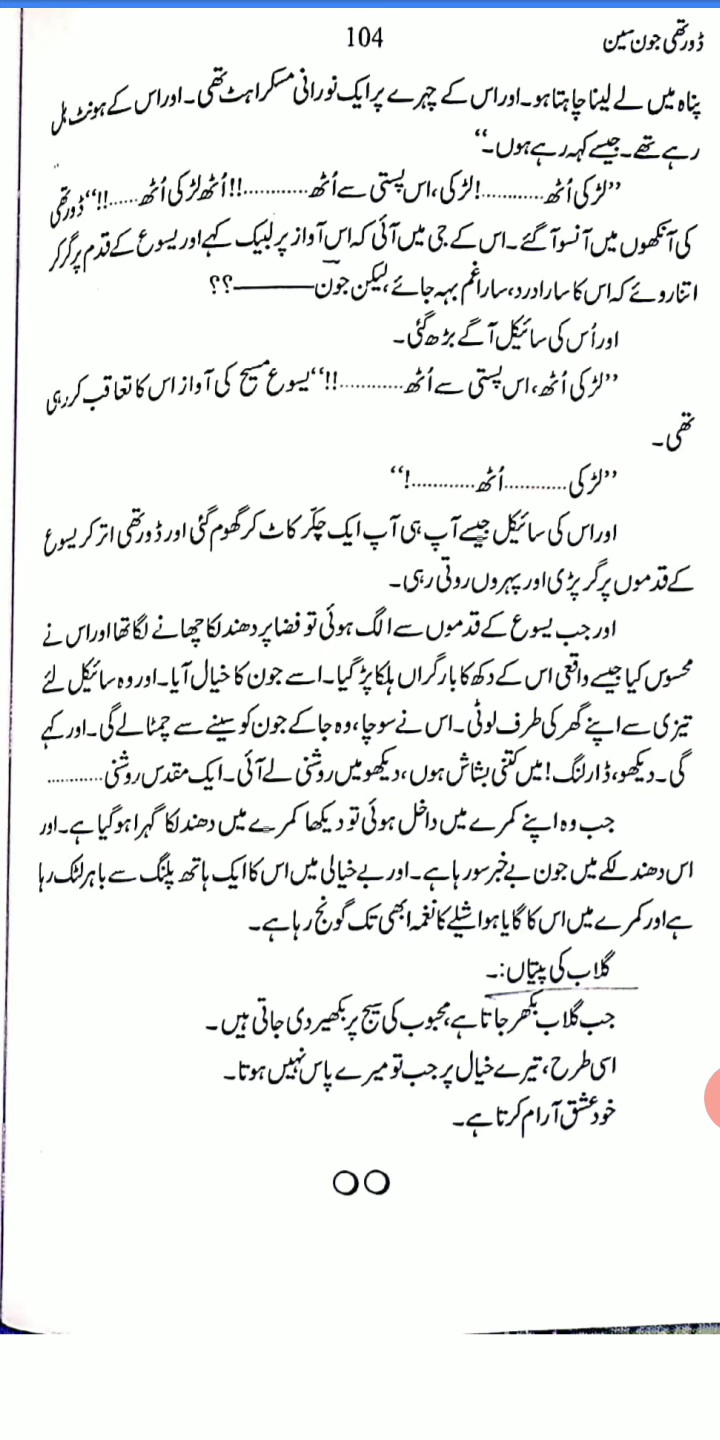 ڈورتھی جون سین 104
پناہ میں لے لینا چاہتا ہو۔ اور اس کے چہرے پر ایک نورانی مسکراہٹ تھی۔ اور اس کے ہونٹ ہل
رہے تھے۔ جیسے کہہ رہے ہوں۔“
”لڑکی اُٹھ............! لڑکی، اس پستی سے اُٹھ............!! اُٹھ لڑکی اُٹھ......!!“ ڈورتھی
کی آنکھوں میں آنسو آ گئے۔ اس کے جی میں آئی کہ اس آواز پر لبیک کہے اور یسوع کے قدم پر گر کر
اتنا روئے کہ اس کا سارا درد، سارا غم بہہ جائے، لیکن جون ————؟؟
اور اُس کی سائیکل آگے بڑھ گئی۔
”لڑکی اُٹھ، اس پستی سے اُٹھ............!!“ یسوع مسیح کی آواز اس کا تعاقب کر رہی
تھی۔
”لڑکی............اُٹھ............!“
اور اس کی سائیکل جیسے آپ ہی آپ ایک چکّر کاٹ کر گھوم گئی اور ڈورتھی اتر کر یسوع
کے قدموں پر گر پڑی اور پہروں روتی رہی۔
اور جب یسوع کے قدموں سے الگ ہوئی تو فضا پر دھندلکا چھانے لگا تھا اور اس نے
محسوس کیا جیسے واقعی اس کے دکھ کا بار گراں ہلکا پڑ گیا۔ اسے جون کا خیال آیا۔ اور وہ سائیکل لئے
تیزی سے اپنے گھر کی طرف لوٹی۔ اس نے سوچا، وہ جا کے جون کو سینے سے چمٹا لے گی۔ اور کہے
گی۔ دیکھو، ڈارلنگ! میں کتنی بشاش ہوں، دیکھو میں روشنی لے آئی۔ ایک مقدس روشنی............
جب وہ اپنے کمرے میں داخل ہوئی تو دیکھا کمرے میں دھندلکا گہرا ہو گیا ہے۔ اور
اس دھندلکے میں جون بے خبر سو رہا ہے۔ اور بے خیالی میں اس کا ایک ہاتھ پلنگ سے باہر لٹک رہا
ہے اور کمرے میں اس کا گایا ہوا شیلے کا نغمہ ابھی تک گونج رہا ہے۔
گلاب کی پتیاں:۔
جب گلاب بکھر جاتا ہے، محبوب کی سیج پر بکھیر دی جاتی ہیں۔
اسی طرح، تیرے خیال پر جب تو میرے پاس نہیں ہوتا۔
خود عشق آرام کرتا ہے۔